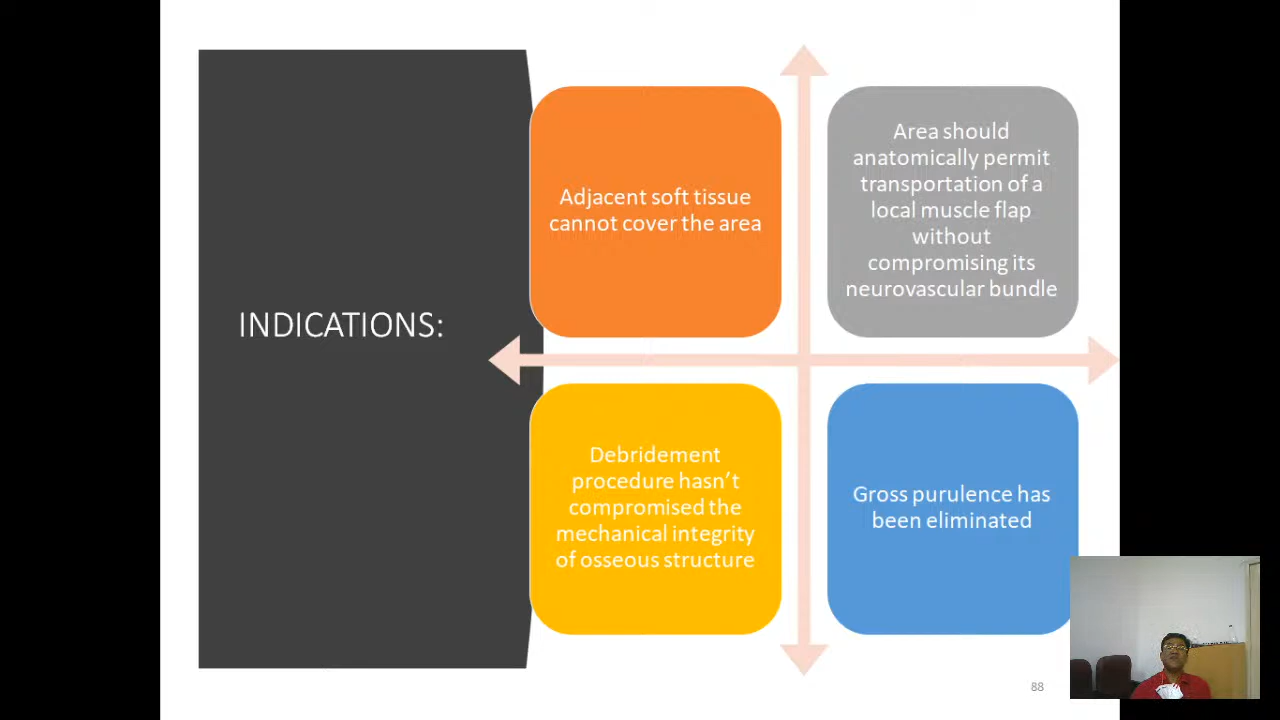 INDICATIONS:
Adjacent soft tissue
cannot cover the area
Area should
anatomically permit
transportation of a
local muscle flap
without
compromising its
neurovascular bundle
Debridement
procedure hasn’t
compromised the
mechanical integrity
of osseous structure
Gross purulence has
been eliminated
88